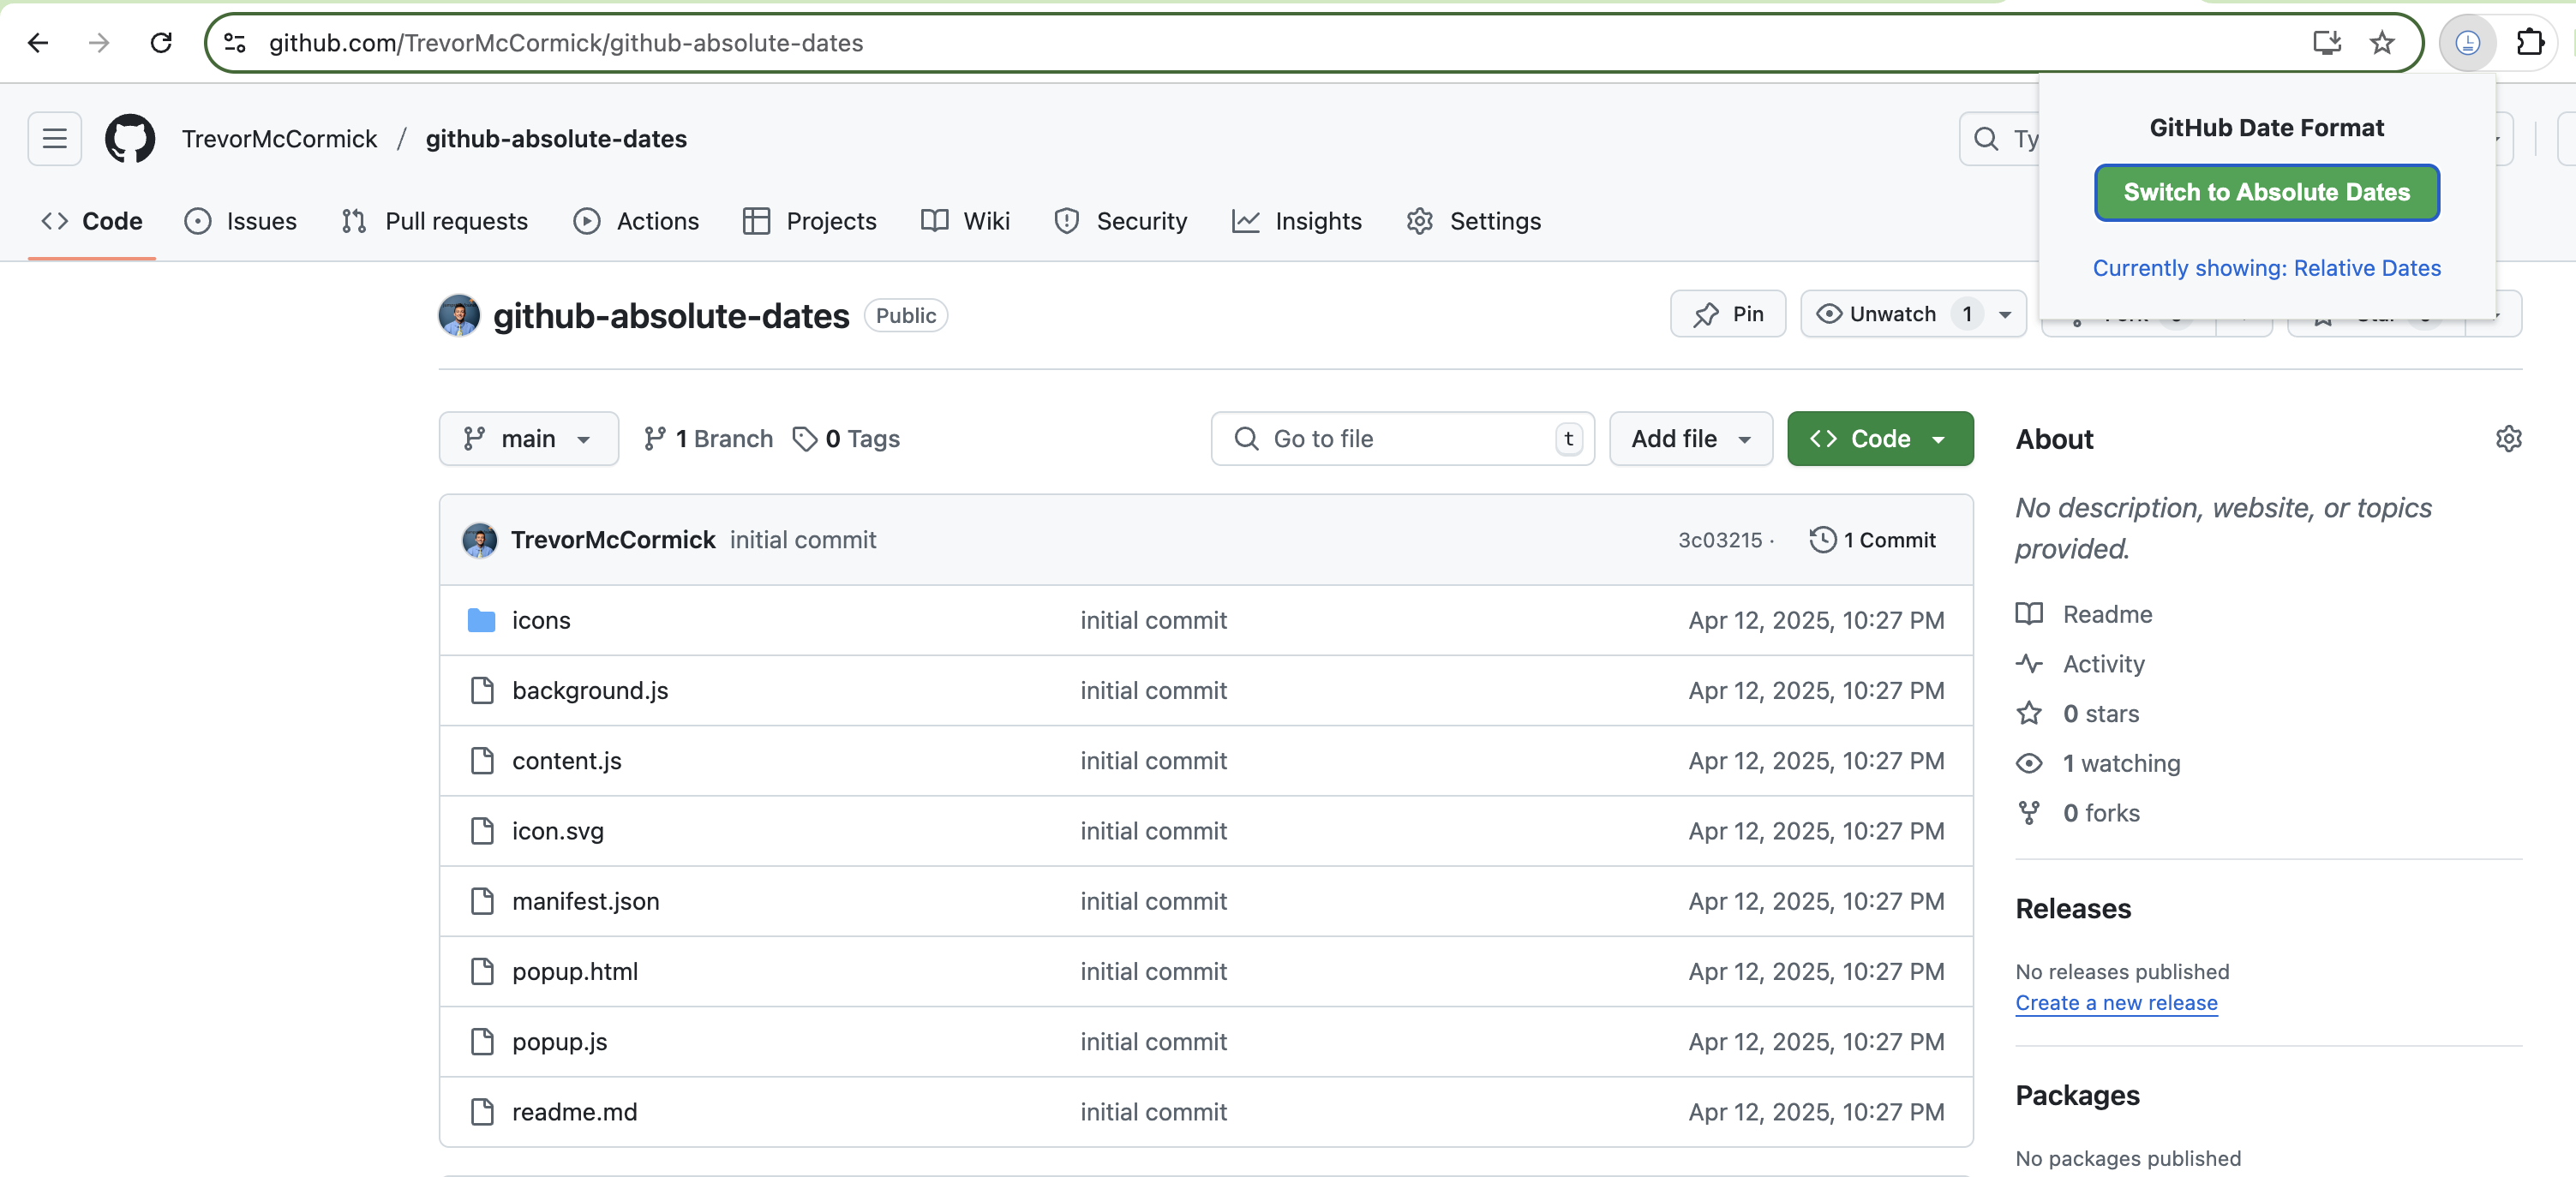 github.com/TrevorMcCormick/github-absolute-dates
GitHub Date Format
Switch to Absolute Dates
Currently showing: Relative Dates
TrevorMcCormick / github-absolute-dates
Code Issues Pull requests Actions Projects Wiki Security Insights Settings
github-absolute-dates Public
Pin Unwatch 1
main 1 Branch 0 Tags Go to file t Add file Code
TrevorMcCormick initial commit 3c03215 · 1 Commit
icons initial commit Apr 12, 2025, 10:27 PM
background.js initial commit Apr 12, 2025, 10:27 PM
content.js initial commit Apr 12, 2025, 10:27 PM
icon.svg initial commit Apr 12, 2025, 10:27 PM
manifest.json initial commit Apr 12, 2025, 10:27 PM
popup.html initial commit Apr 12, 2025, 10:27 PM
popup.js initial commit Apr 12, 2025, 10:27 PM
readme.md initial commit Apr 12, 2025, 10:27 PM
About
No description, website, or topics
provided.
Readme
Activity
0 stars
1 watching
0 forks
Releases
No releases published
Create a new release
Packages
No packages published